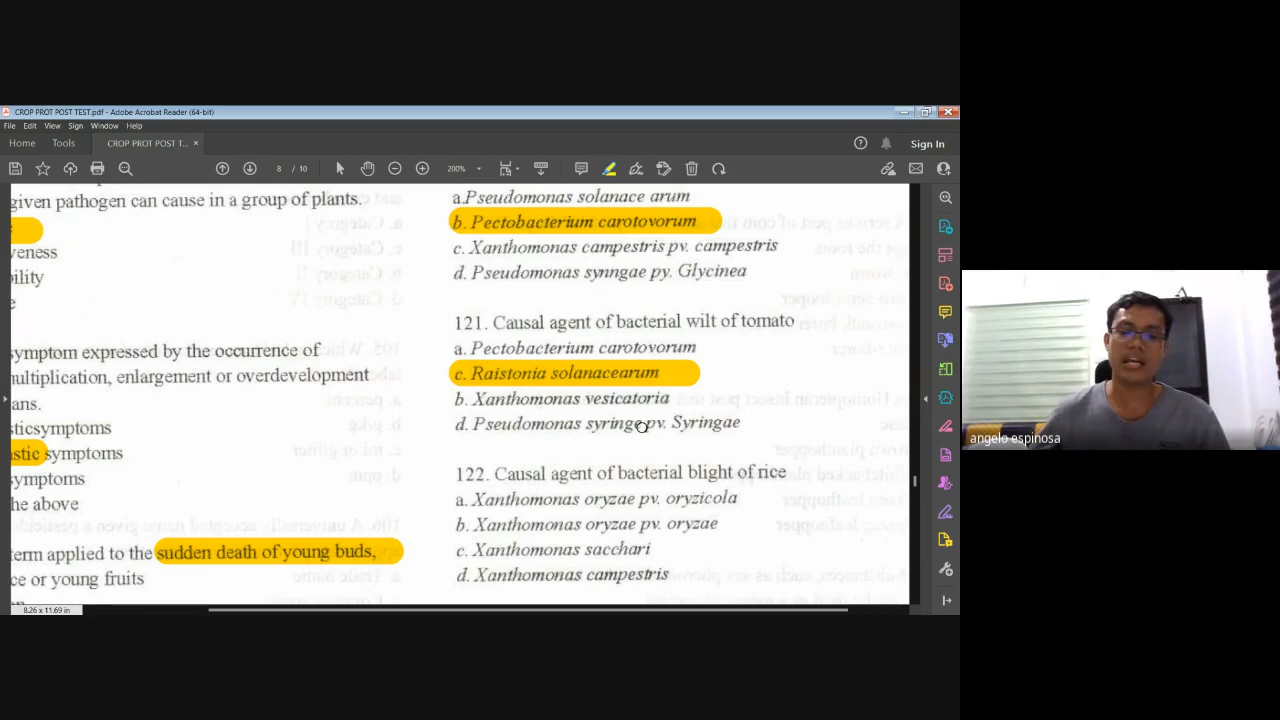 CROP PROT POST TEST.pdf - Adobe Acrobat Reader (64-bit)
File Edit View Sign Window Help
Home Tools CROP PROT POST T... × Sign In
8 / 10 200%
given pathogen can cause in a group of plants.
veness
bility
e
symptom expressed by the occurrence of
multiplication, enlargement or overdevelopment
ans.
sticsymptoms
astic symptoms
symptoms
he above
term applied to the sudden death of young buds,
ce or young fruits
a.Pseudomonas solanace arum
b. Pectobacterium carotovorum
c. Xanthomonas campestris pv. campestris
d. Pseudomonas synngae py. Glycinea
121. Causal agent of bacterial wilt of tomato
a. Pectobacterium carotovorum
c. Raistonia solanacearum
b. Xanthomonas vesicatoria
d. Pseudomonas syringe pv. Syringae
122. Causal agent of bacterial blight of rice
a. Xanthomonas oryzae pv. oryzicola
b. Xanthomonas oryzae pv. oryzae
c. Xanthomonas sacchari
d. Xanthomonas campestris
8.26 x 11.69 in
angelo espinosa